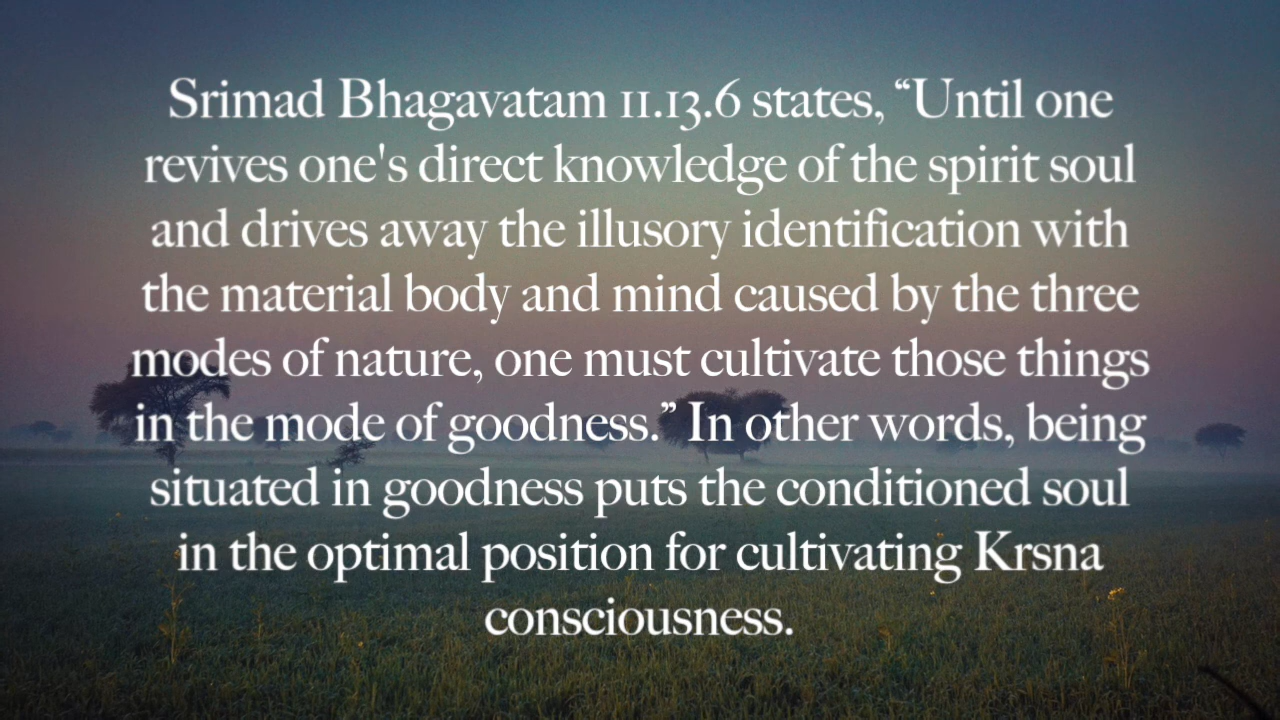 Srimad Bhagavatam 11.13.6 states, “Until one
revives one's direct knowledge of the spirit soul
and drives away the illusory identification with
the material body and mind caused by the three
modes of nature, one must cultivate those things
in the mode of goodness.” In other words, being
situated in goodness puts the conditioned soul
in the optimal position for cultivating Krsna
consciousness.